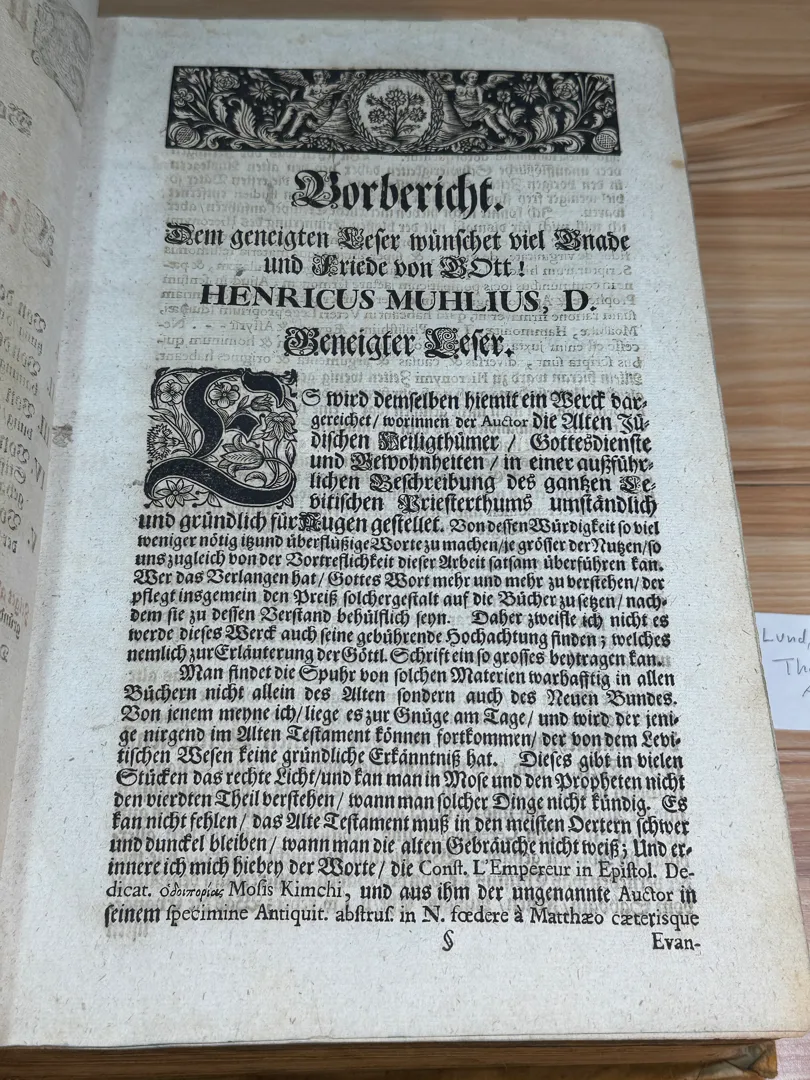 Vorbericht.
Dem geneigten Leser wünschet viel Gnade
und Friede von GOtt!
HENRICUS MUHLIUS, D.
Geneigter Leser.
ES wird demselben hiemit ein Werck dar-
gereichet / worinnen der Auctor die Alten Jü-
dischen Heiligthümer / Gottesdienste
und Gewohnheiten / in einer außführ-
lichen Beschreibung des gantzen Le-
vitischen Priesterthums umständlich
und gründlich für Augen gestellet. Von dessen Würdigkeit so viel
weniger nötig itzund überflüßige Worte zu machen / je grösser der Nutzen / so
uns zugleich von der Vortreflichkeit dieser Arbeit satsam überführen kan.
Wer das Verlangen hat / Gottes Wort mehr und mehr zu verstehen / der
pflegt insgemein den Preiß solchergestalt auf die Bücher zu setzen / nach-
dem sie zu dessen Verstand behülflich seyn. Daher zweifle ich nicht es
werde dieses Werck auch seine gebührende Hochachtung finden; welches
nemlich zur Erläuterung der Göttl. Schrift ein so grosses beytragen kan.
Man findet die Spuhr von solchen Materien warhafftig in allen
Büchern nicht allein des Alten sondern auch des Neuen Bundes.
Von jenem meyne ich / liege es zur Gnüge am Tage / und wird der jeni-
ge nirgend im Alten Testament können fortkommen / der von dem Levi-
tischen Wesen keine gründliche Erkänntniß hat. Dieses gibt in vielen
Stücken das rechte Licht / und kan man in Mose und den Propheten nicht
den vierdten Theil verstehen / wann man solcher Dinge nicht kündig. Es
kan nicht fehlen / das Alte Testament muß in den meisten Oertern schwer
und dunckel bleiben / wann man die alten Gebräuche nicht weiß; Und er-
innere ich mich hiebey der Worte / die Const. L'Empereur in Epistol. De-
dicat. ὁδοιπορίας Mosis Kimchi, und aus ihm der ungenannte Auctor in
seinem specimine Antiquit. abstrus. in N. fœdere à Matthæo cæterisque
§ Evan-
Lund,